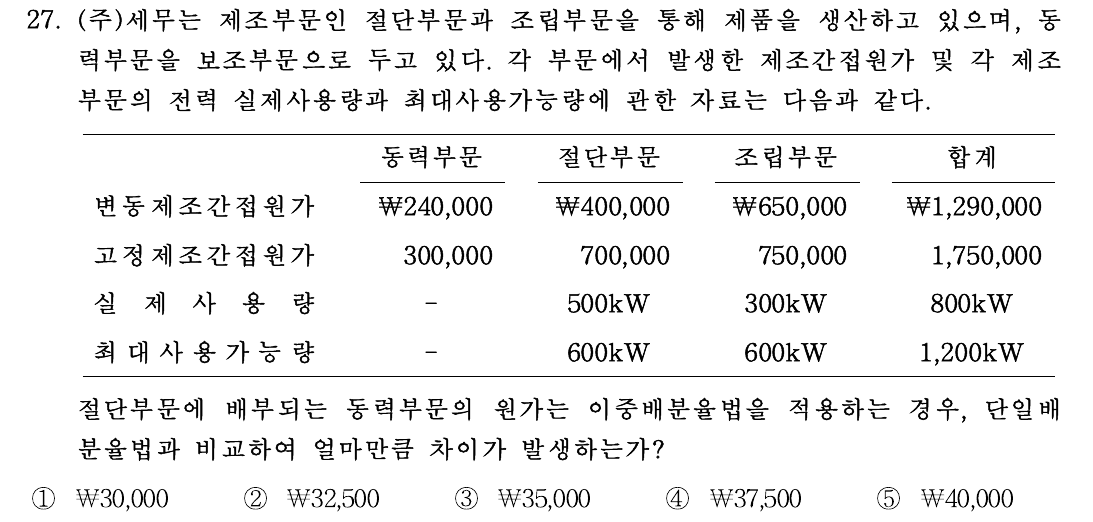 27. (주)세무는 제조부문인 절단부문과 조립부문을 통해 제품을 생산하고 있으며, 동
력부문을 보조부문으로 두고 있다. 각 부문에서 발생한 제조간접원가 및 각 제조
부문의 전력 실제사용량과 최대사용가능량에 관한 자료는 다음과 같다.
동력부문 절단부문 조립부문 합계
변동제조간접원가 ₩240,000 ₩400,000 ₩650,000 ₩1,290,000
고정제조간접원가 300,000 700,000 750,000 1,750,000
실 제 사 용 량 - 500kW 300kW 800kW
최대사용가능량 - 600kW 600kW 1,200kW
절단부문에 배부되는 동력부문의 원가는 이중배분율법을 적용하는 경우, 단일배
분율법과 비교하여 얼마만큼 차이가 발생하는가?
① ₩30,000 ② ₩32,500 ③ ₩35,000 ④ ₩37,500 ⑤ ₩40,000